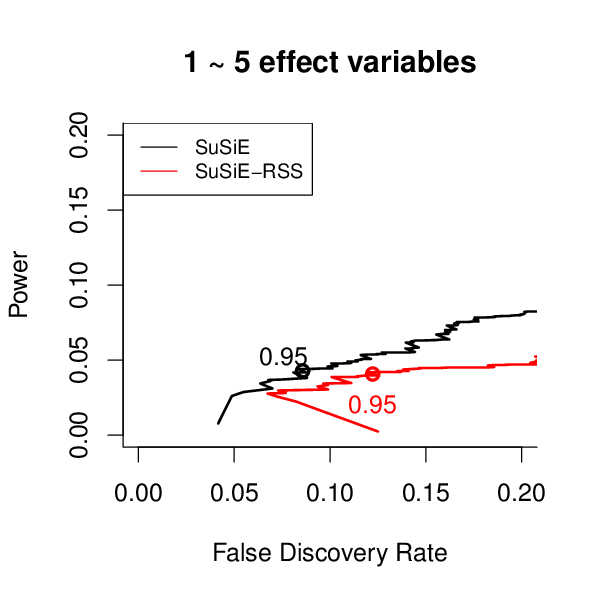 1 ~ 5 effect variables
SuSiE
SuSiE−RSS
Power
0.20
0.15
0.10
0.05
0.00
0.95
0.95
0.00 0.05 0.10 0.15 0.20
False Discovery Rate